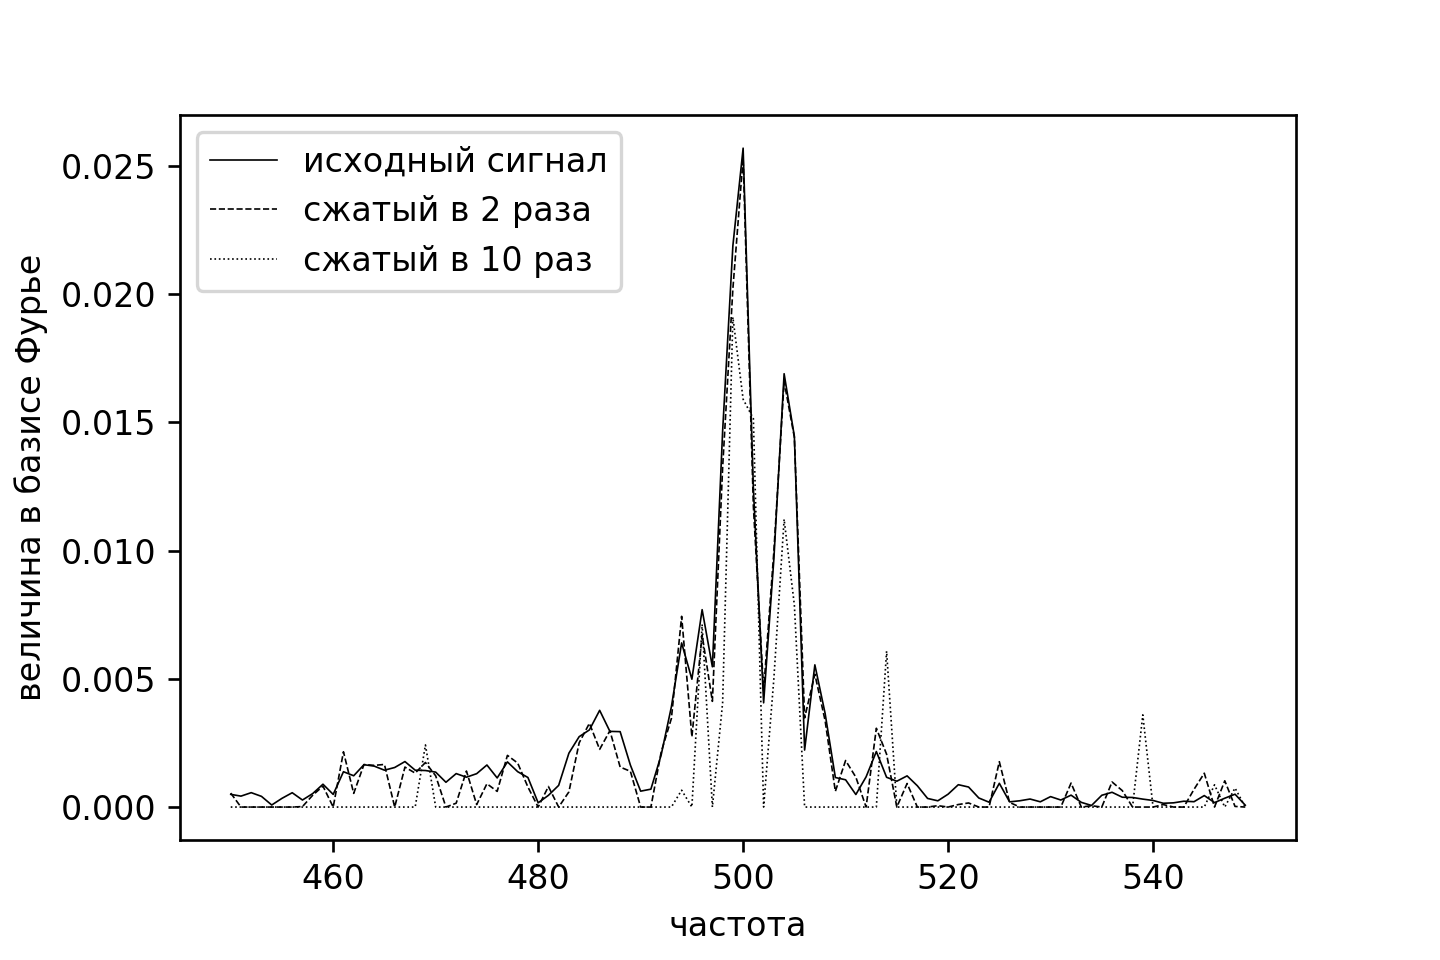 исходный сигнал
сжатый в 2 раза
сжатый в 10 раз
величина в базисе Фурье
0.025
0.020
0.015
0.010
0.005
0.000
460 480 500 520 540
частота